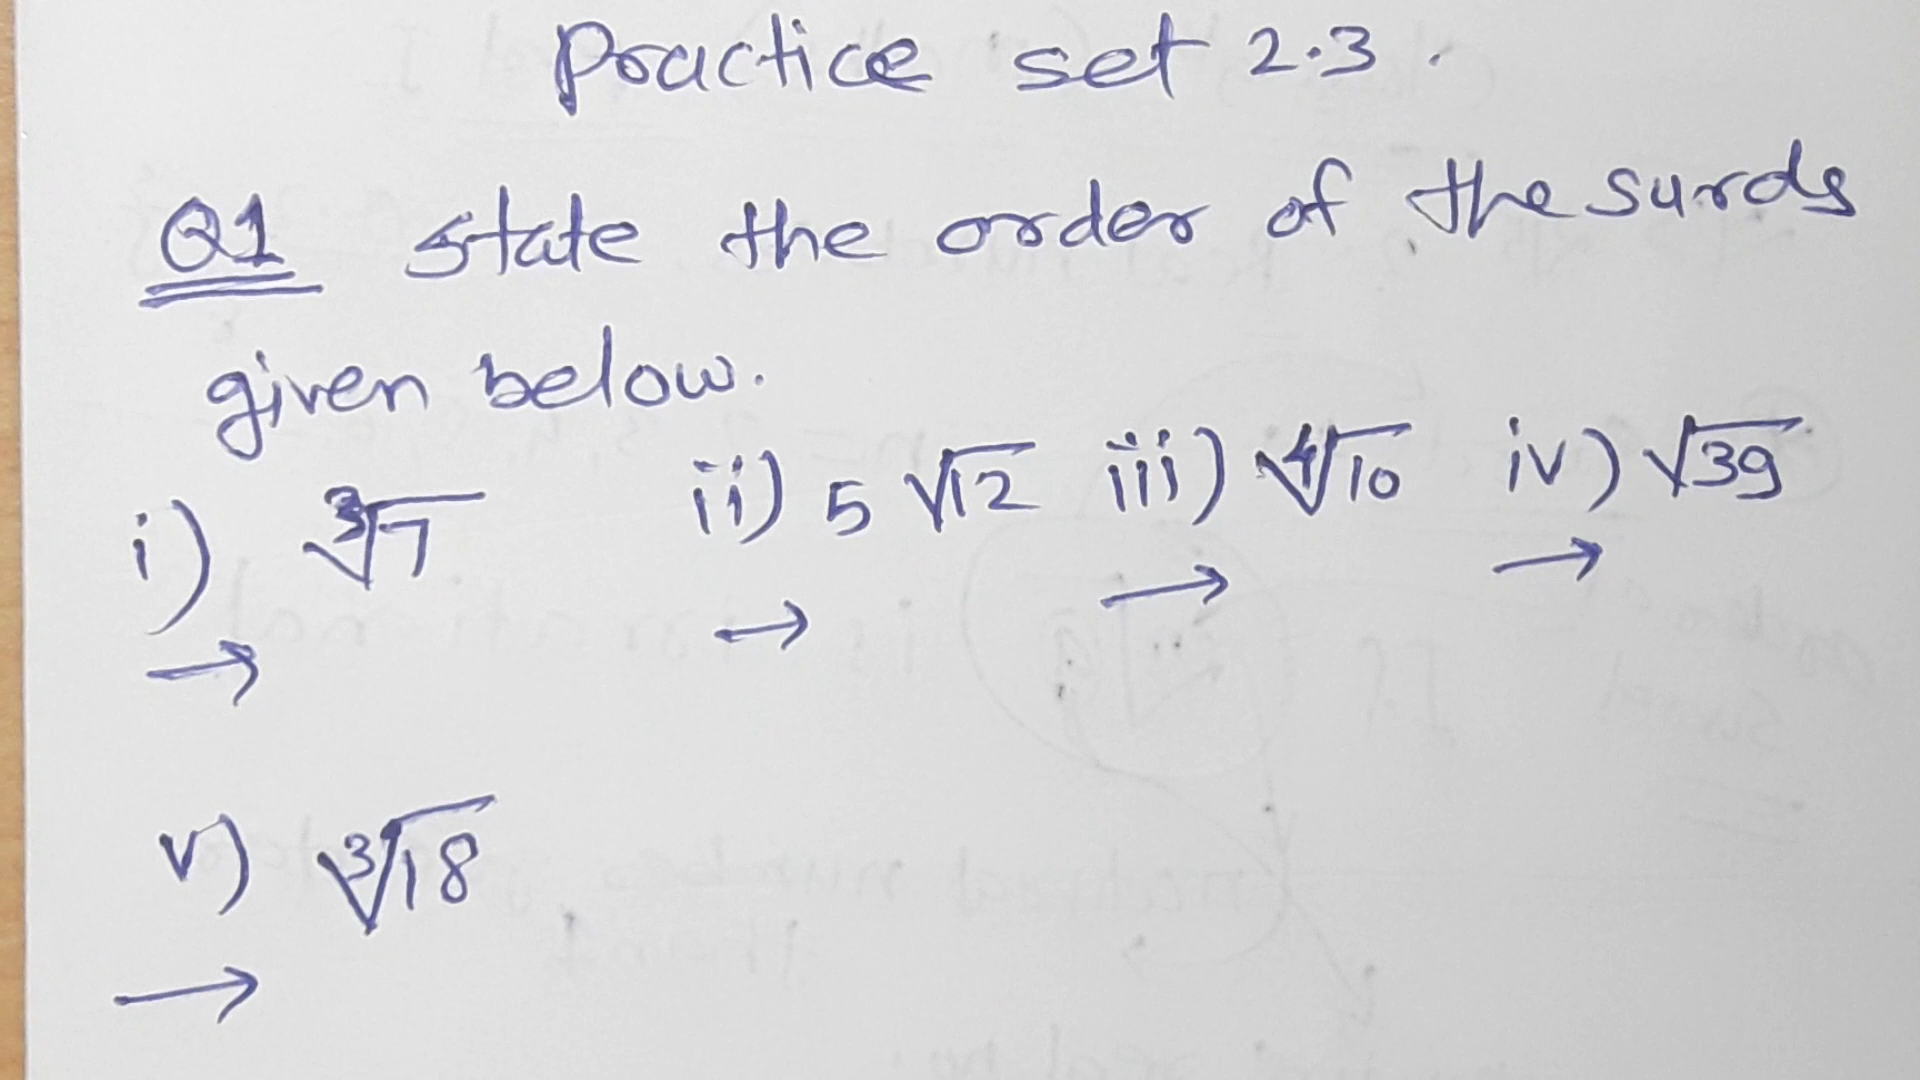 Practice set 2.3.
Q1 state the order of the surds
given below.
i) ∛7 ii) 5 √12 iii) ∜10 iv) √39
→ → → →
v) ∛18
→